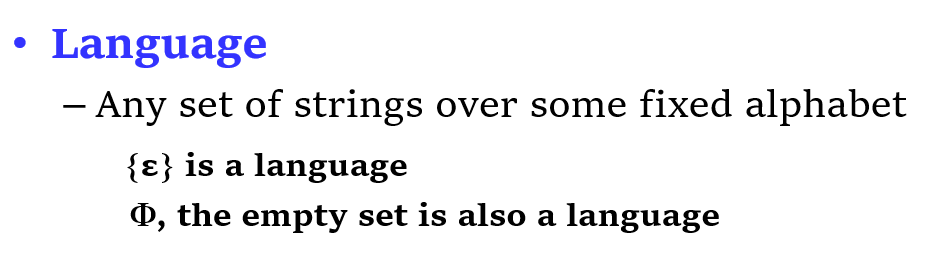 • Language
– Any set of strings over some fixed alphabet
{ε} is a language
Φ, the empty set is also a language